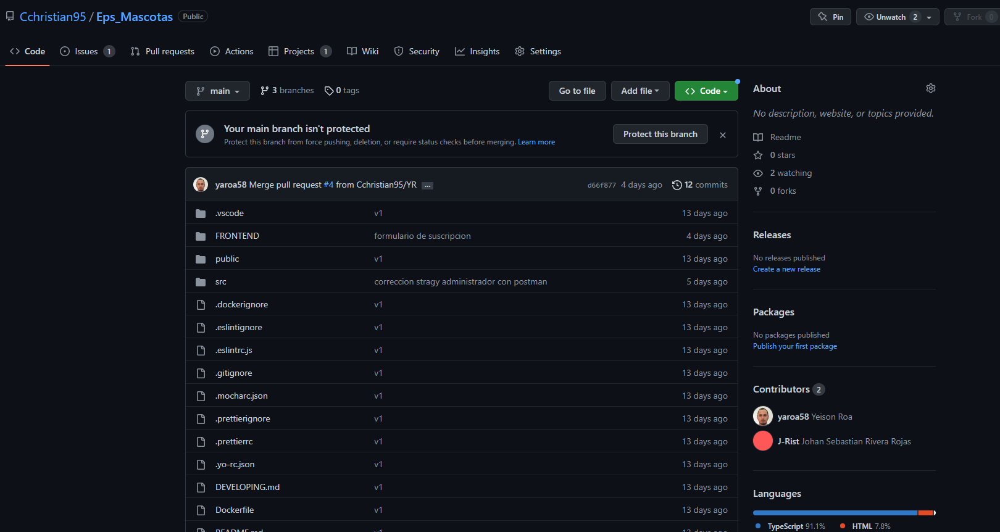 Cchristian95 / Eps_Mascotas Public
Pin
Unwatch 2
Fork 0
Code
Issues 1
Pull requests
Actions
Projects 1
Wiki
Security
Insights
Settings
main
3 branches
0 tags
Go to file
Add file
Code
Your main branch isn't protected
Protect this branch from force pushing, deletion, or require status checks before merging. Learn more
Protect this branch
yaroa58 Merge pull request #4 from Cchristian95/YR ... d66f877 4 days ago 12 commits
.vscode v1 13 days ago
FRONTEND formulario de suscripcion 4 days ago
public v1 13 days ago
src correccion stragy administrador con postman 5 days ago
.dockerignore v1 13 days ago
.eslintignore v1 13 days ago
.eslintrc.js v1 13 days ago
.gitignore v1 13 days ago
.mocharc.json v1 13 days ago
.prettierignore v1 13 days ago
.prettierrc v1 13 days ago
.yo-rc.json v1 13 days ago
DEVELOPING.md v1 13 days ago
Dockerfile v1 13 days ago
README.md v1 13 days ago
About
No description, website, or topics provided.
Readme
0 stars
2 watching
0 forks
Releases
No releases published
Create a new release
Packages
No packages published
Publish your first package
Contributors 2
yaroa58 Yeison Roa
J-Rist Johan Sebastian Rivera Rojas
Languages
TypeScript 91.1% HTML 7.8%